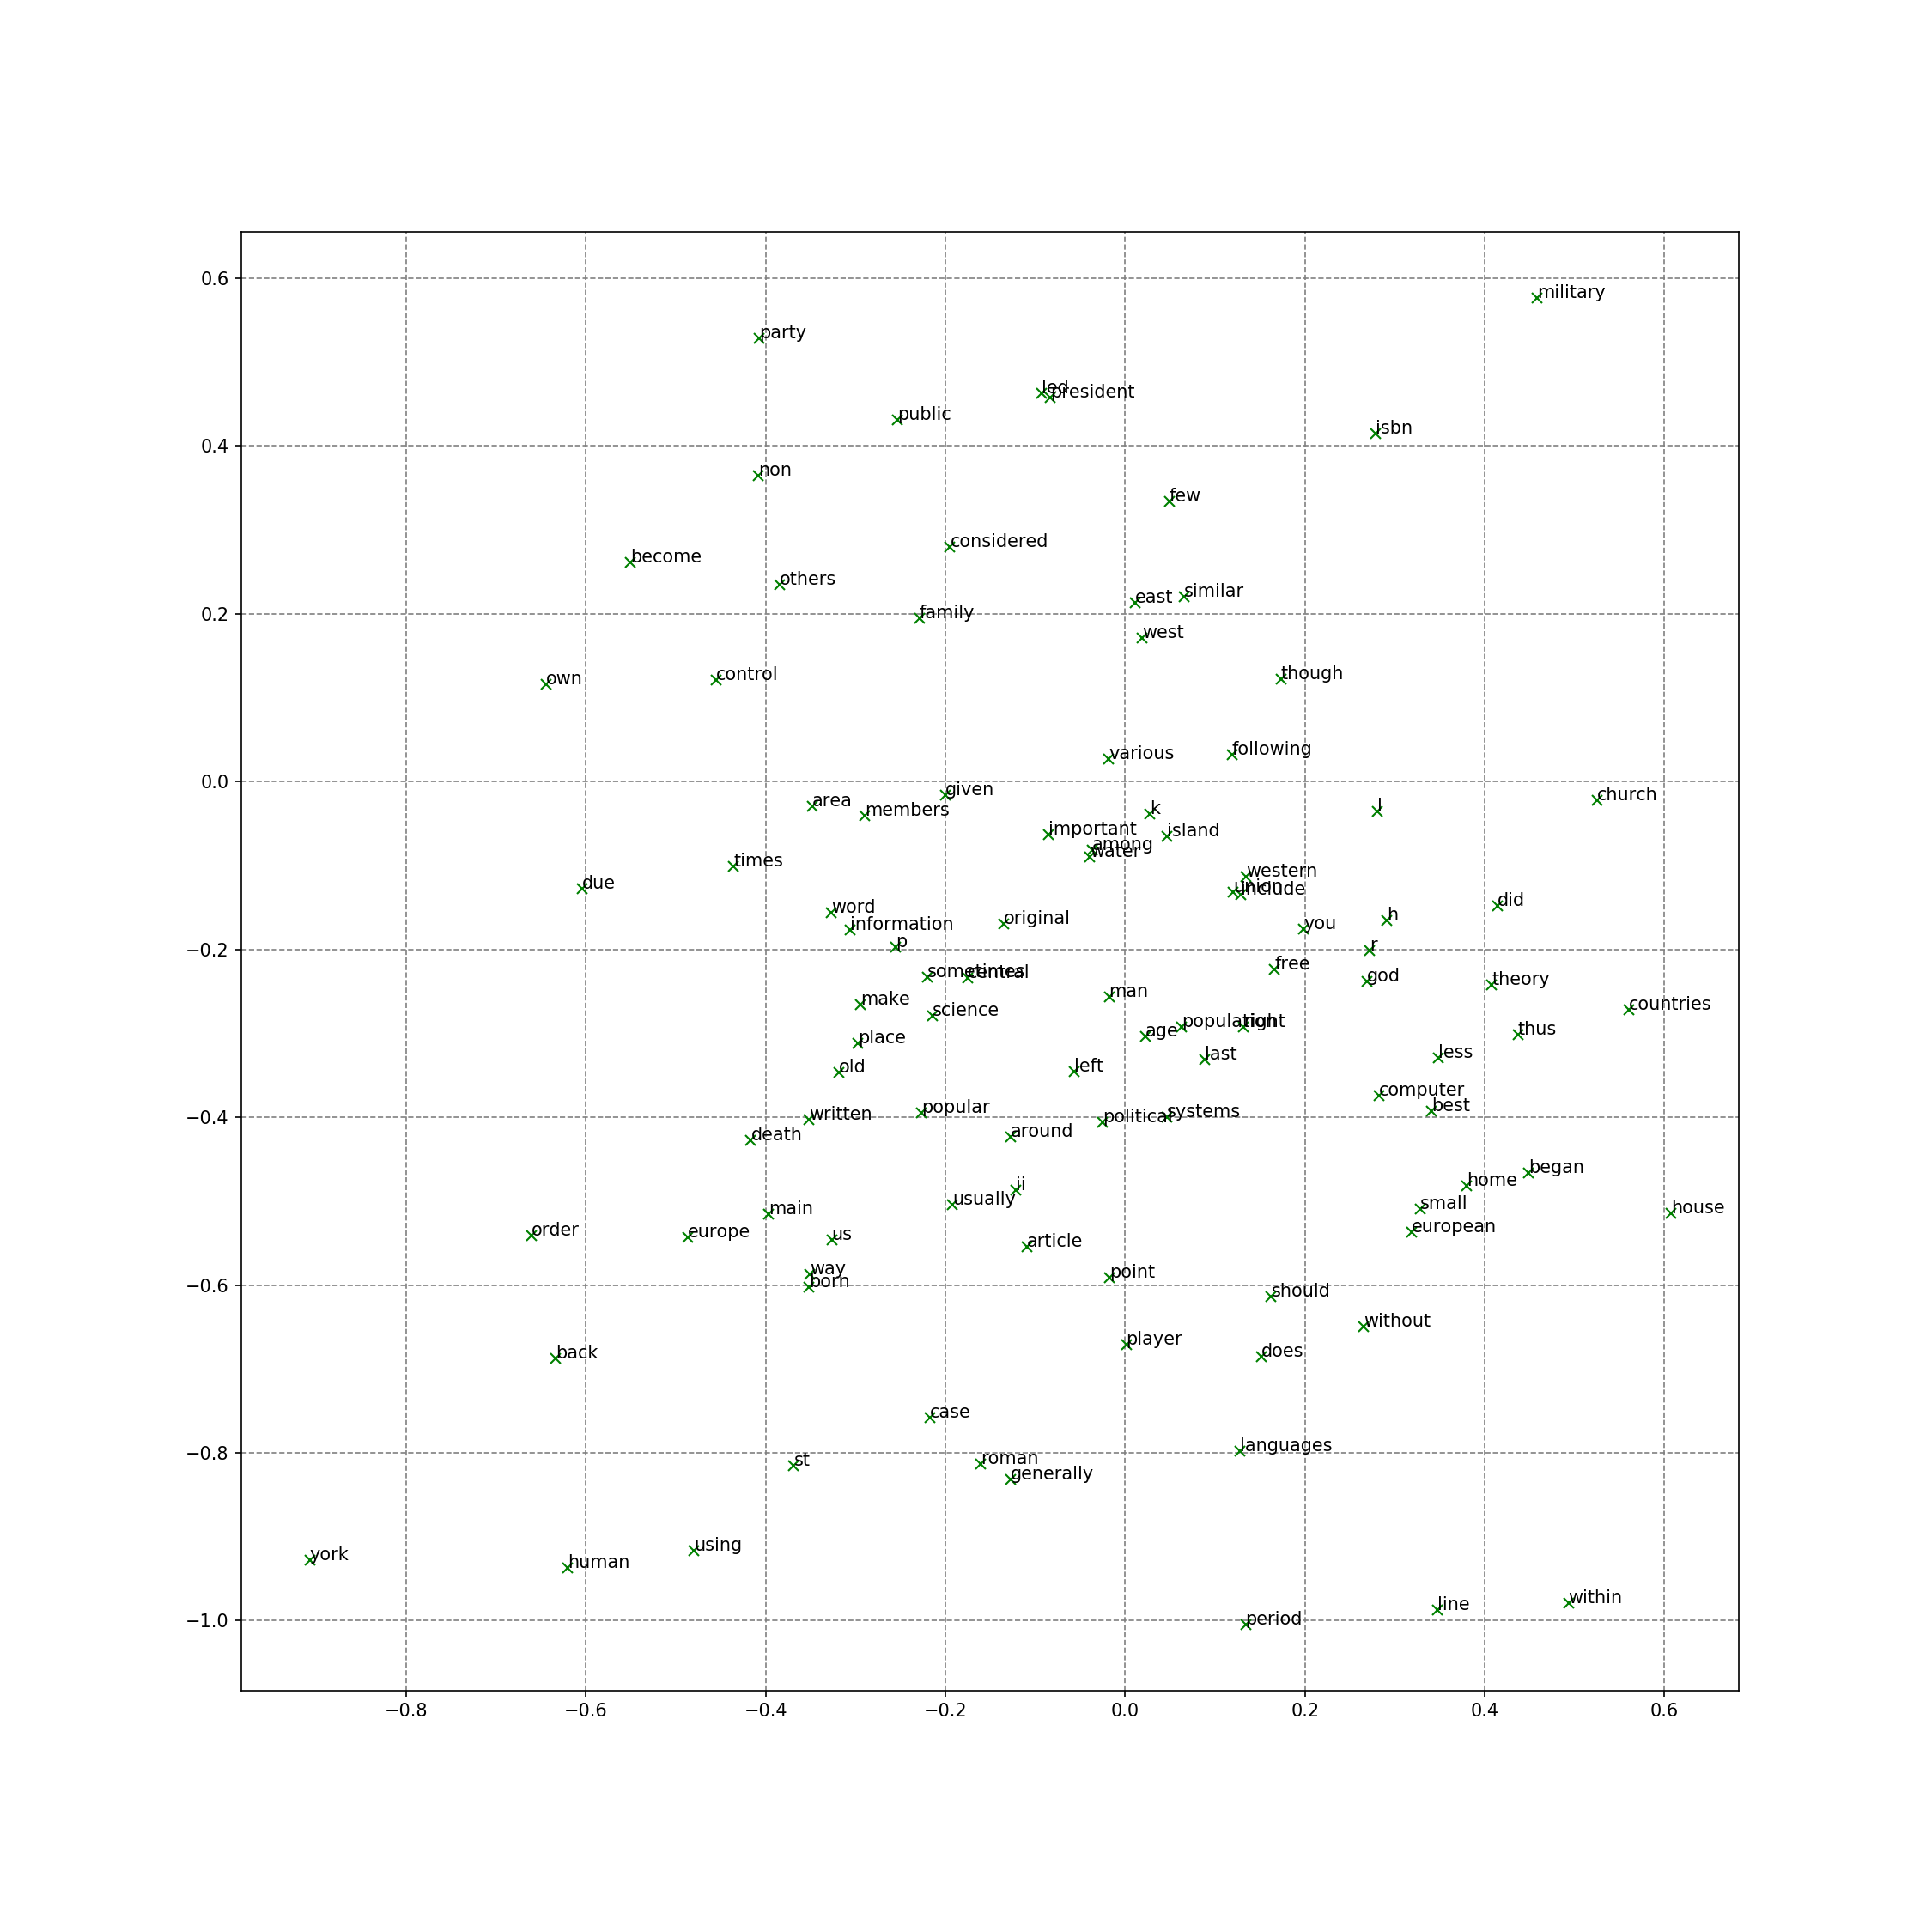 0.6
military
party
led
president
public
isbn
0.4
non
few
considered
become
others
similar
east
family
0.2
west
though
control
own
following
various
0.0
given
church
area
l
k
members
important
island
among
water
times
western
due
union
include
did
word
h
original
information
you
p
r
−0.2
free
sometimes
central
god
theory
man
make
countries
science
population
right
thus
age
place
less
last
left
old
computer
best
popular
systems
written
political
−0.4
around
death
began
home
ii
usually
small
house
main
european
order
europe
us
article
way
point
born
−0.6
should
without
player
does
back
case
languages
−0.8
roman
st
generally
using
york
human
within
line
period
−1.0
−0.8 −0.6 −0.4 −0.2 0.0 0.2 0.4 0.6